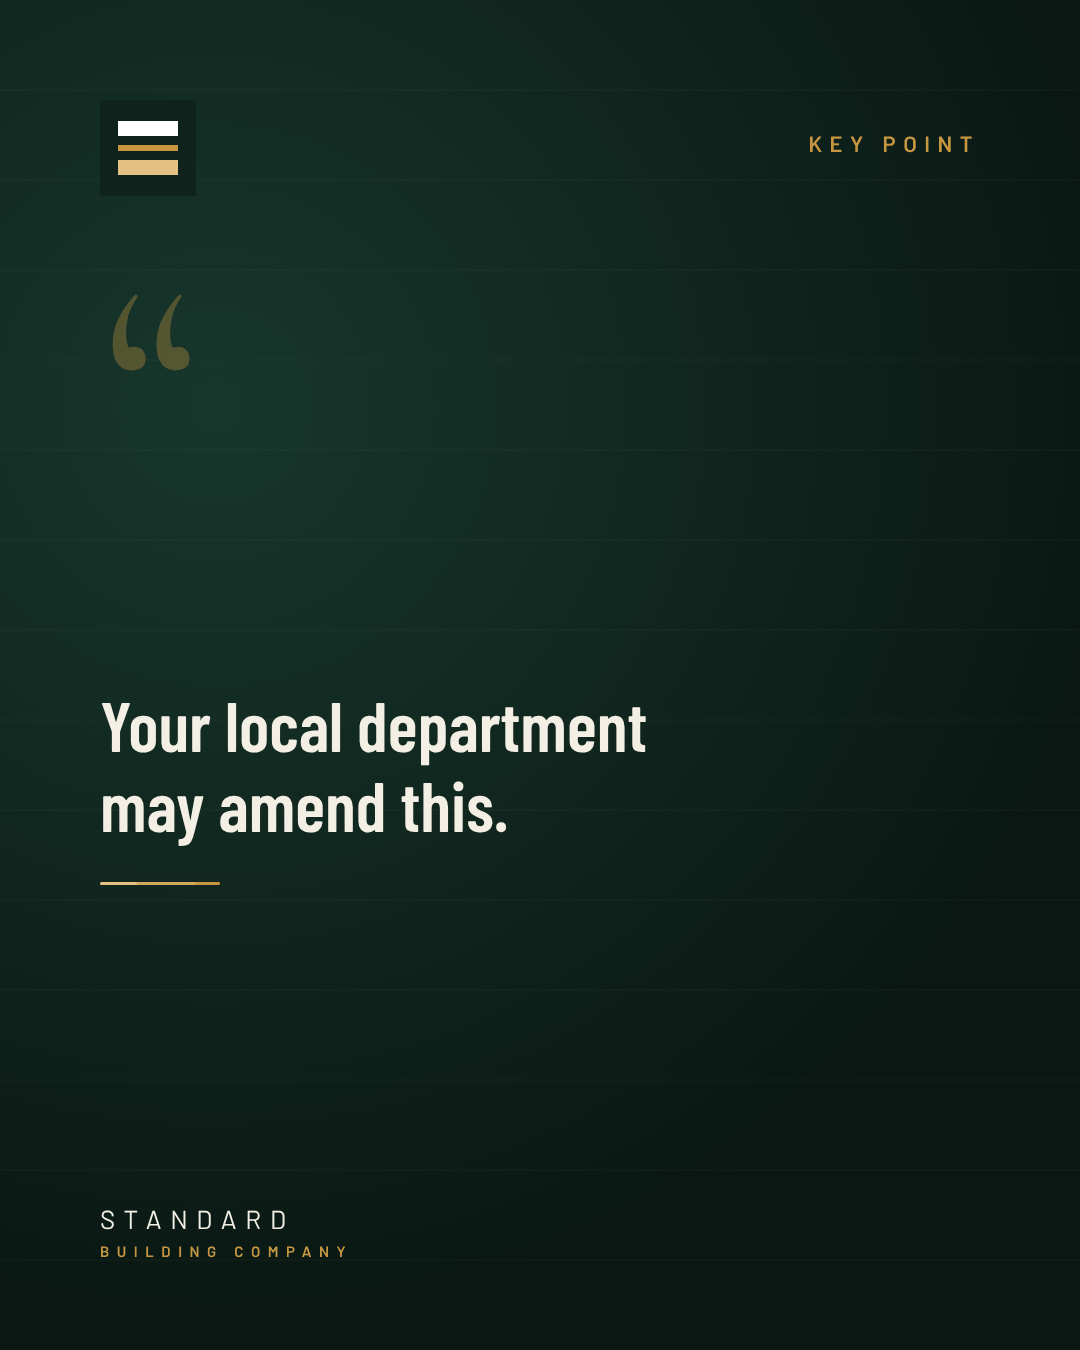 KEY POINT
“
Your local department
may amend this.
STANDARD
BUILDING COMPANY